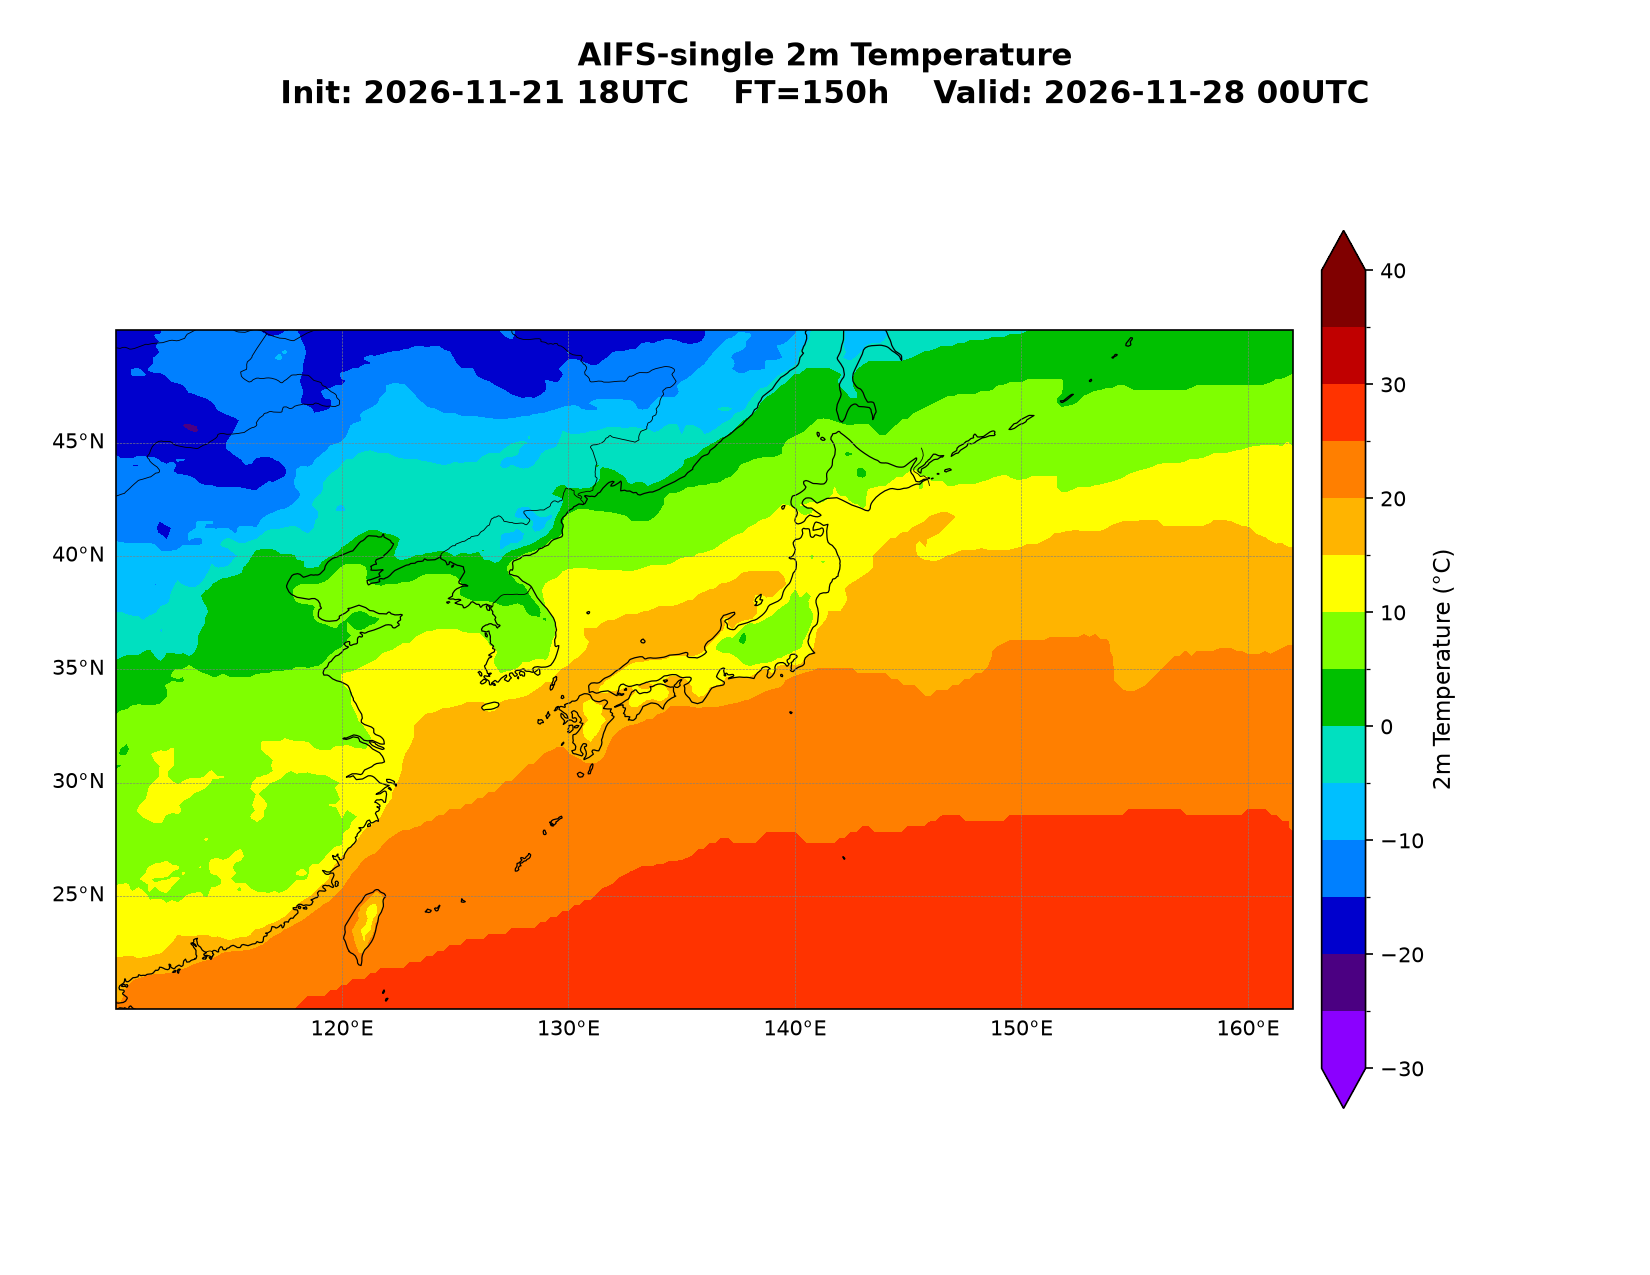 AIFS-single 2m Temperature
Init: 2026-11-21 18UTC    FT=150h    Valid: 2026-11-28 00UTC
45°N
40°N
35°N
30°N
25°N
120°E
130°E
140°E
150°E
160°E
40
30
20
10
0
−10
−20
−30
2m Temperature (°C)